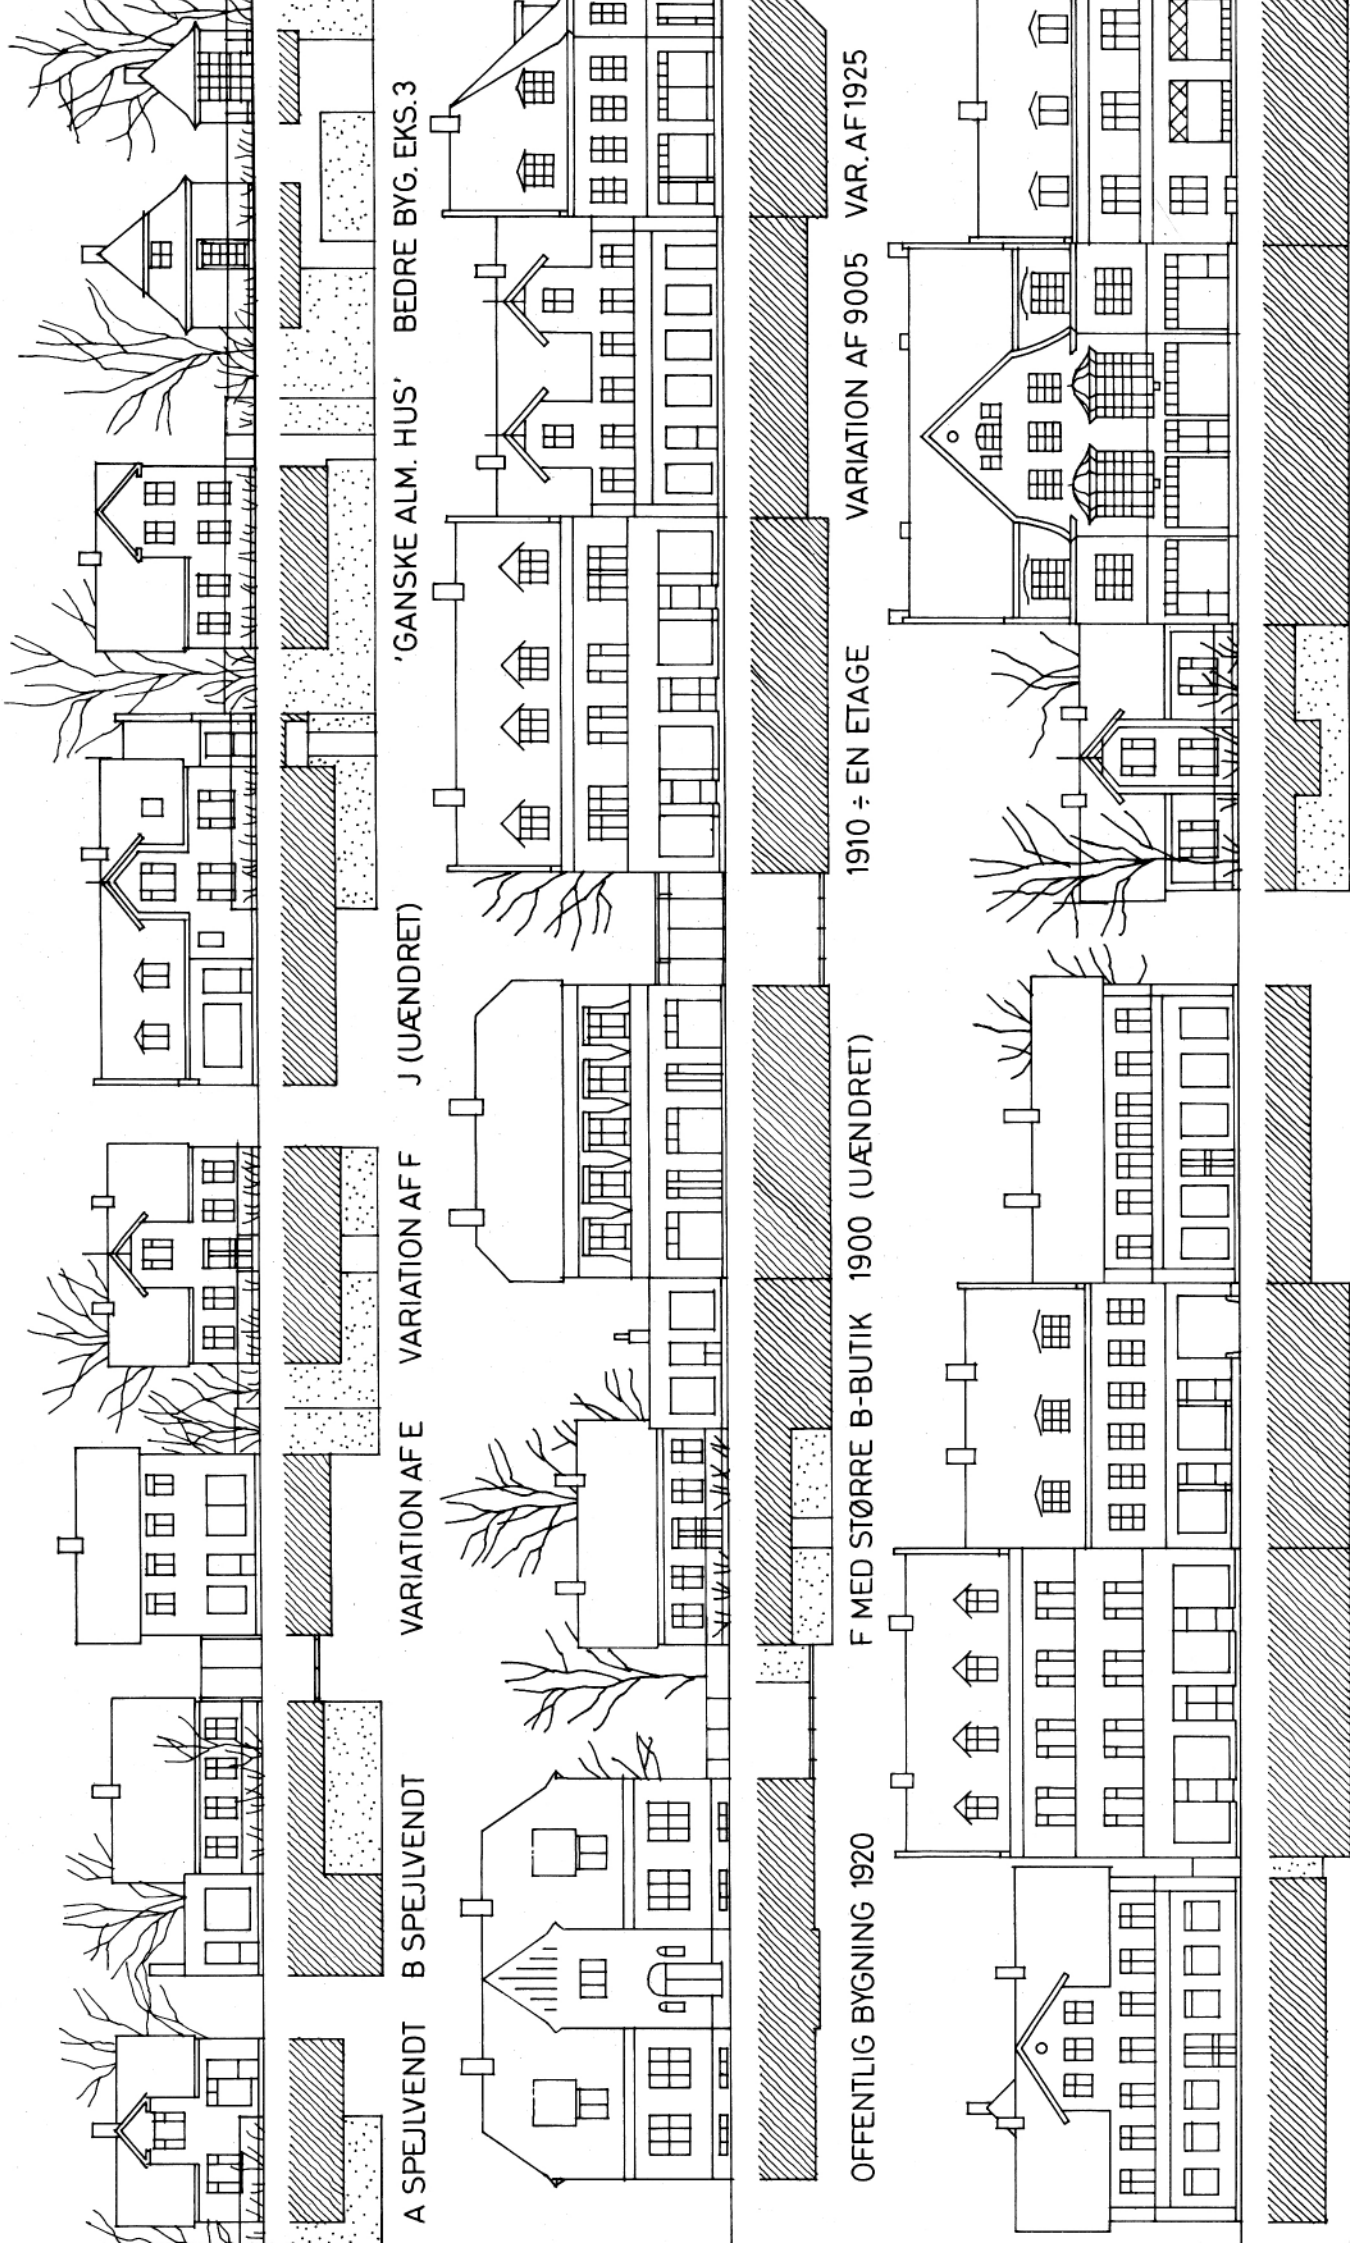 A SPEJLVENDT B SPEJLVENDT VARIATION AF E VARIATION AF F J (UÆNDRET) 'GANSKE ALM. HUS' BEDRE BYG. EKS. 3
OFFENTLIG BYGNING 1920 F MED STØRRE B-BUTIK 1900 (UÆNDRET) 1910 ÷ EN ETAGE VARIATION AF 9005 VAR. AF 1925